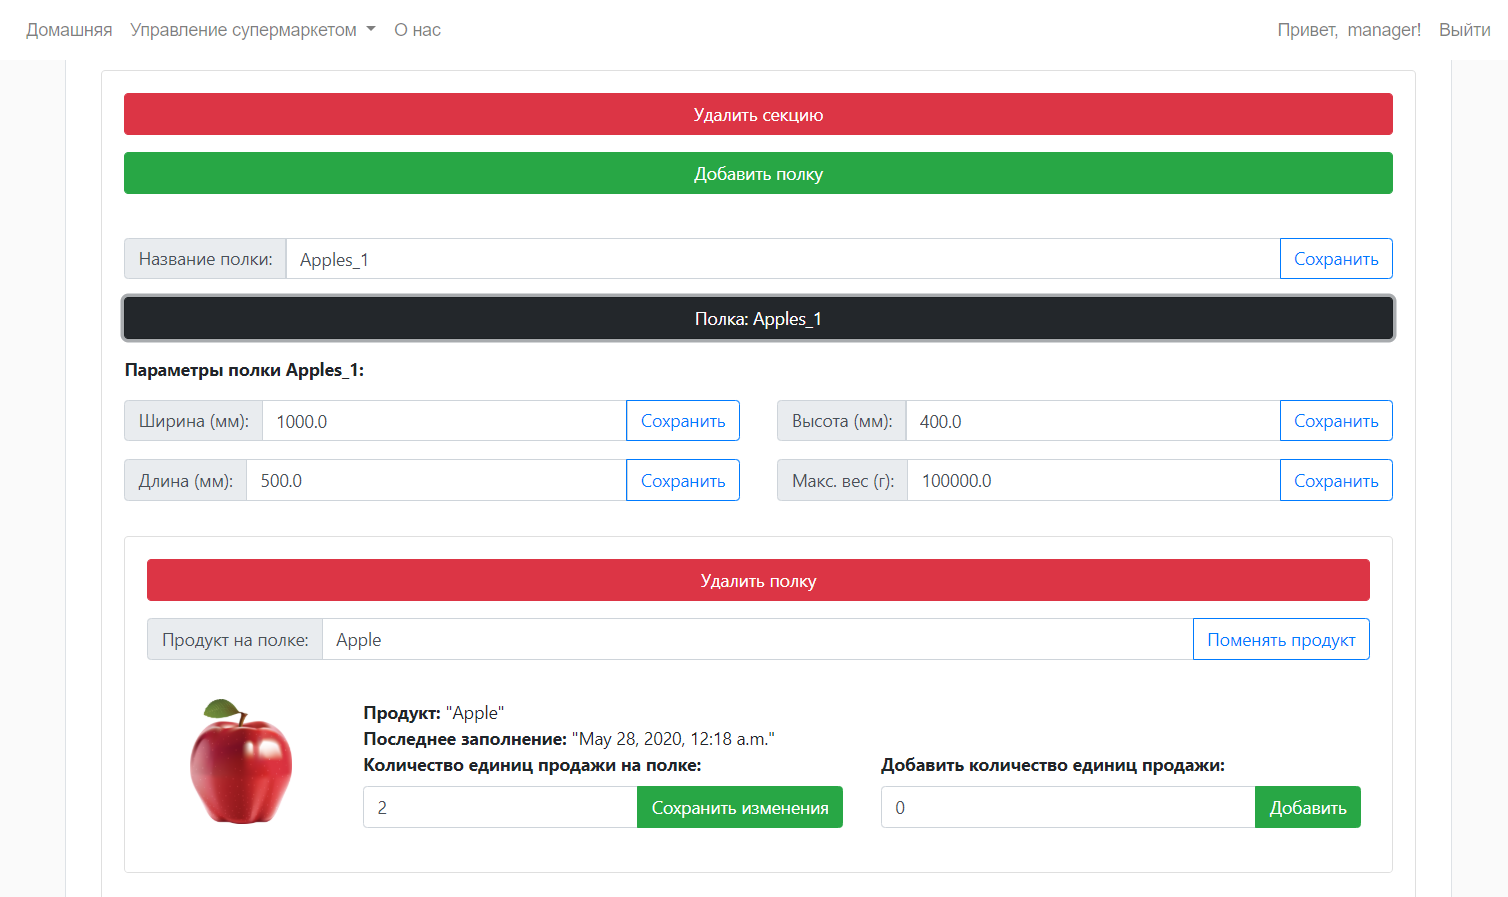 Домашняя Управление супермаркетом О нас Привет, manager! Выйти
Удалить секцию
Добавить полку
Название полки: Apples_1 Сохранить
Полка: Apples_1
Параметры полки Apples_1:
Ширина (мм): 1000.0 Сохранить Высота (мм): 400.0 Сохранить
Длина (мм): 500.0 Сохранить Макс. вес (г): 100000.0 Сохранить
Удалить полку
Продукт на полке: Apple Поменять продукт
Продукт: "Apple"
Последнее заполнение: "May 28, 2020, 12:18 a.m."
Количество единиц продажи на полке: Добавить количество единиц продажи:
2 Сохранить изменения 0 Добавить